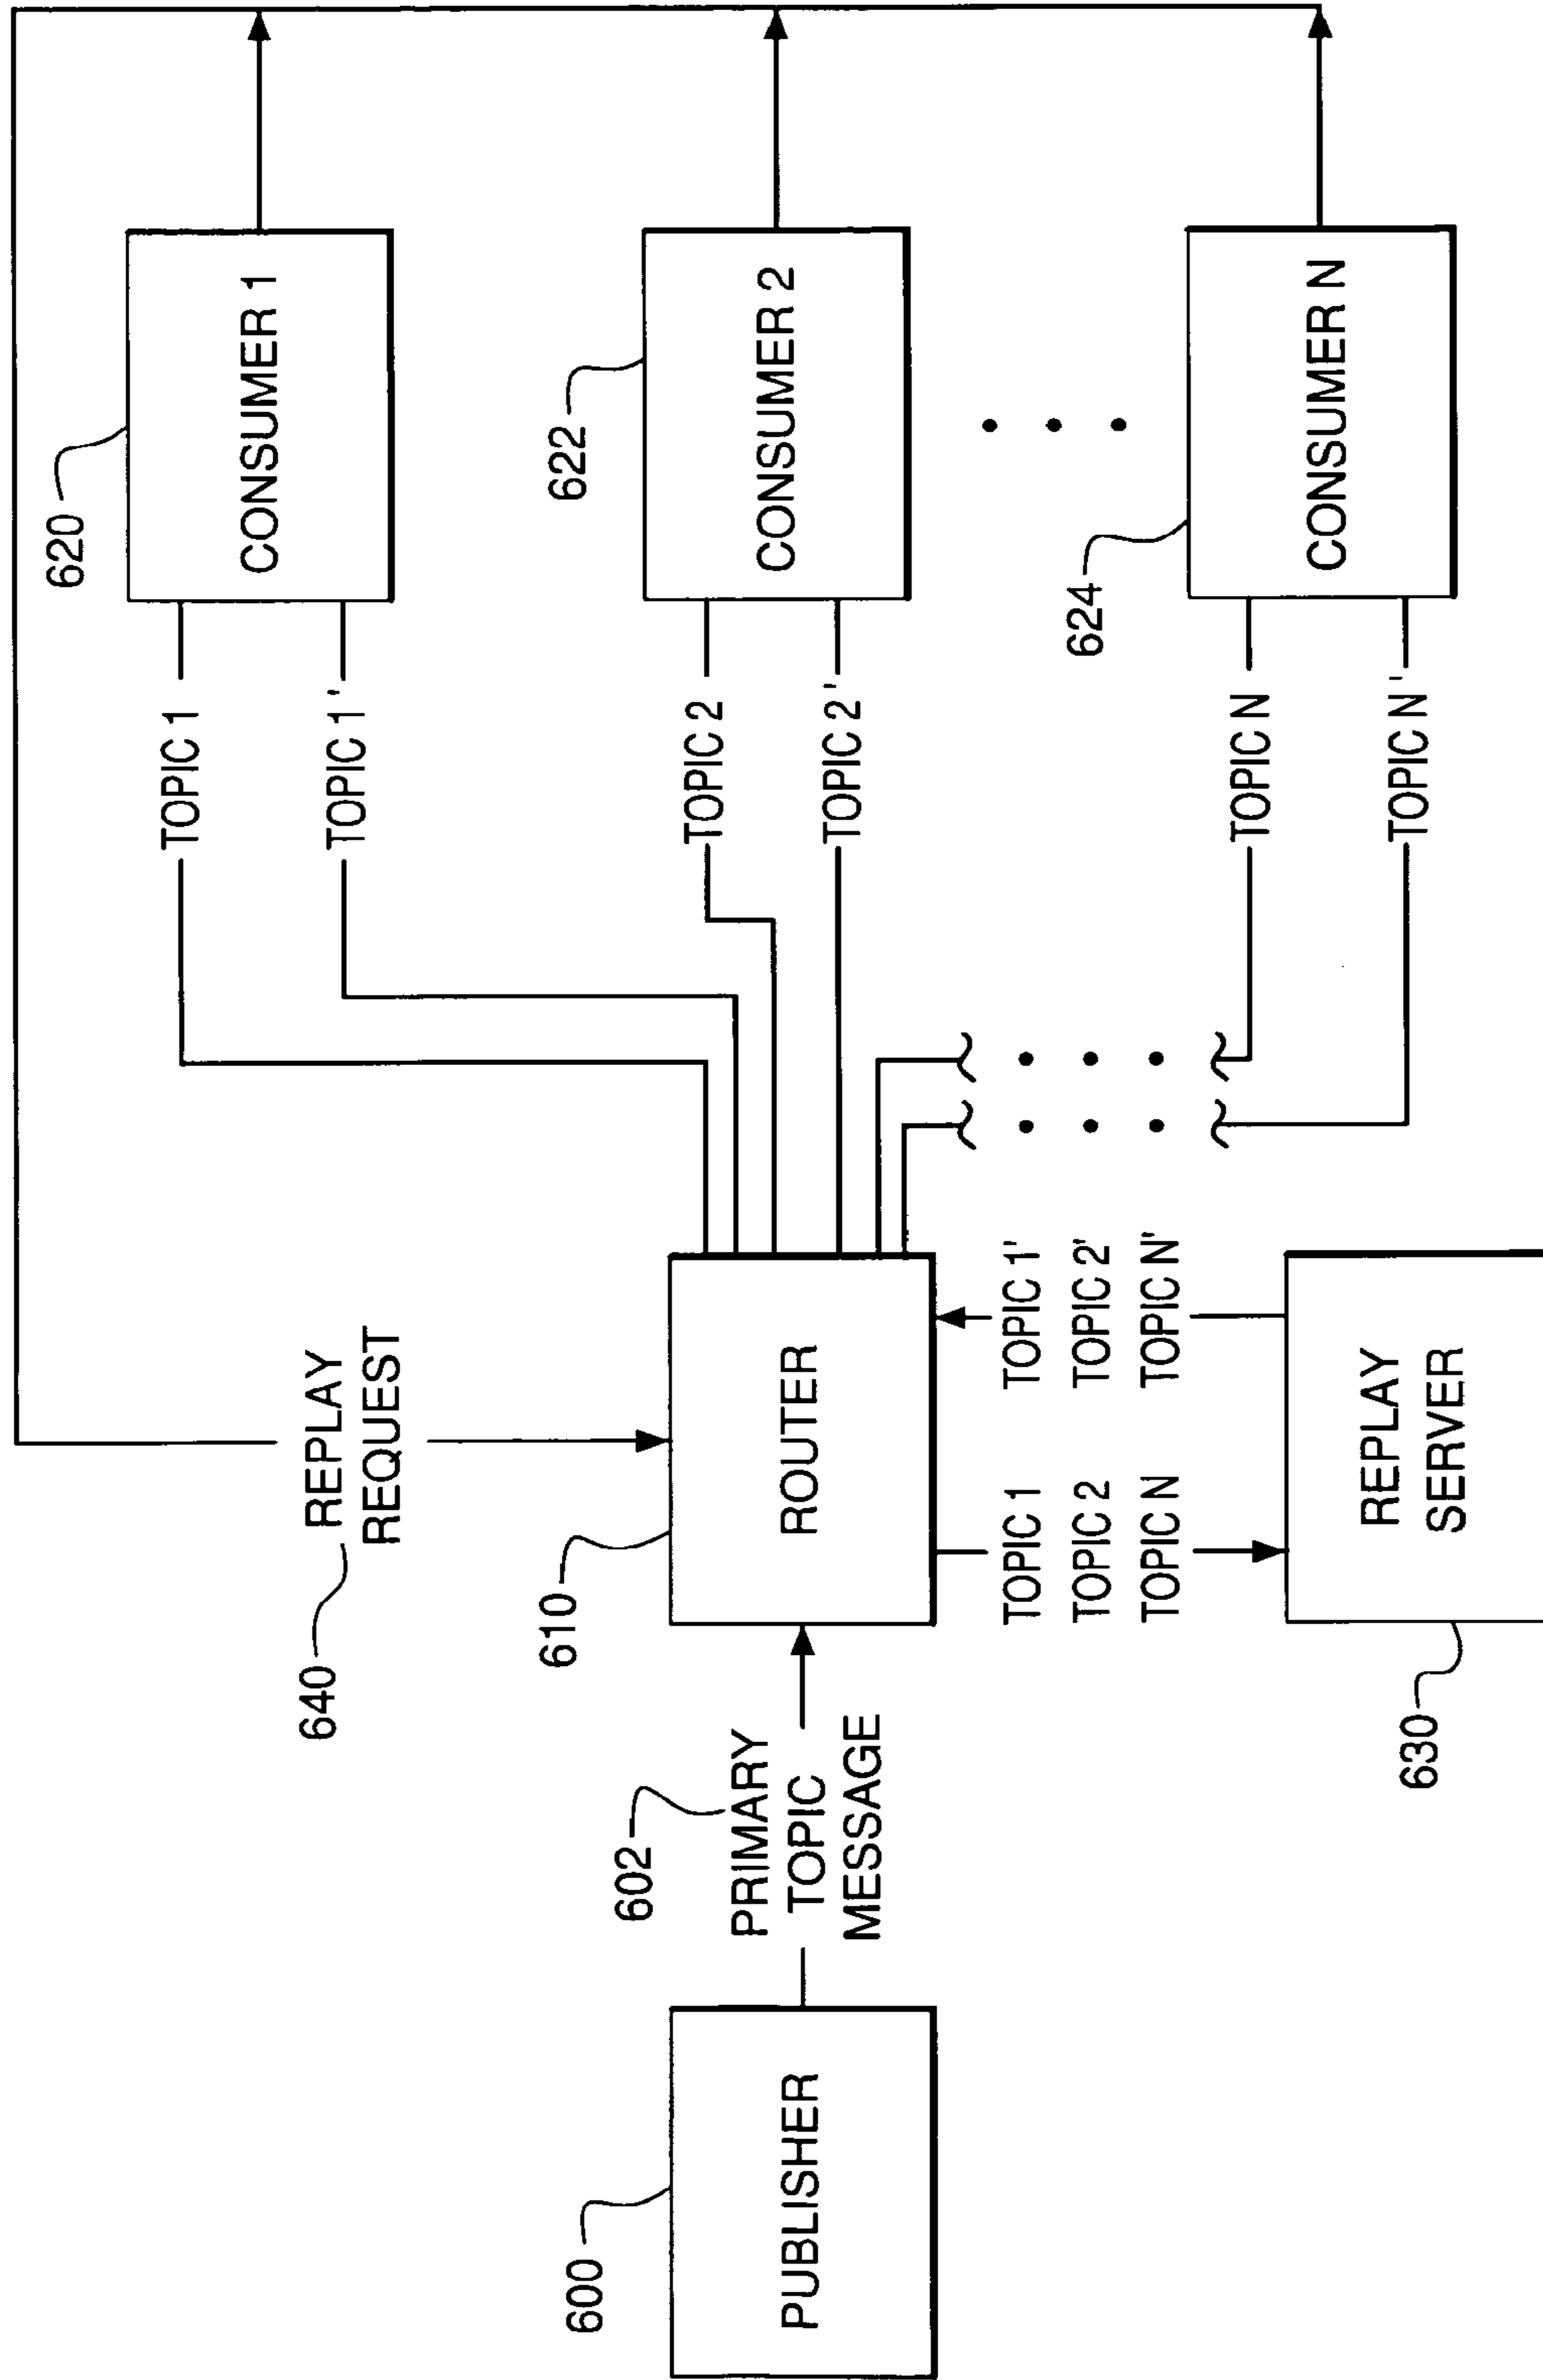 600
PUBLISHER
602
PRIMARY
TOPIC
MESSAGE
640
REPLAY
REQUEST
610
ROUTER
TOPIC 1
TOPIC 2
TOPIC N
TOPIC 1'
TOPIC 2'
TOPIC N'
630
REPLAY
SERVER
TOPIC 1
TOPIC 1'
TOPIC 2
TOPIC 2'
TOPIC N
TOPIC N'
620
CONSUMER 1
622
CONSUMER 2
624
CONSUMER N